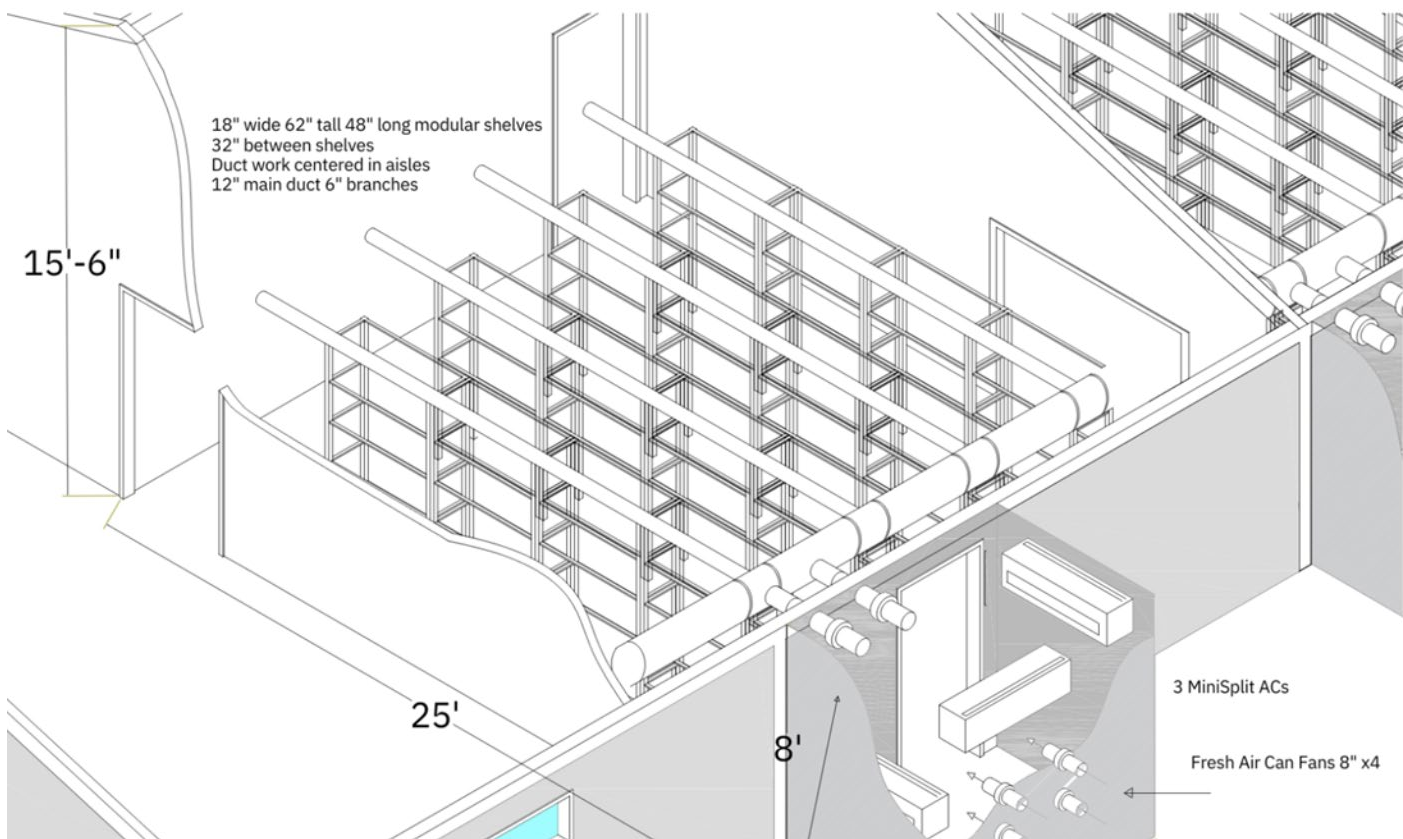 18" wide 62" tall 48" long modular shelves
32" between shelves
Duct work centered in aisles
12" main duct 6" branches
15'-6"
25'
8'
3 MiniSplit ACs
Fresh Air Can Fans 8" x4